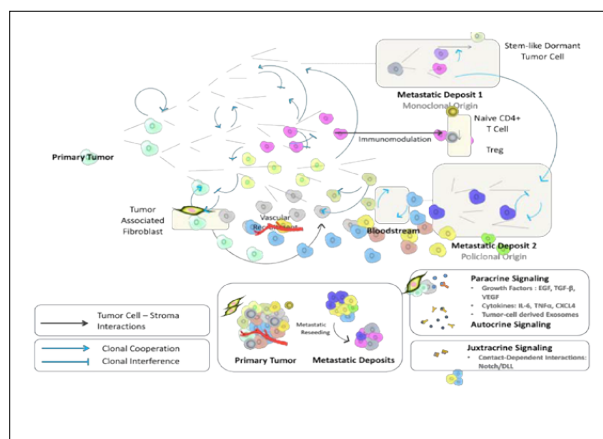 Stem-like Dormant
Tumor Cell
Metastatic Deposit 1
Monoclonal Origin
Naive CD4+
T Cell
Immunomodulation
Treg
Primary Tumor
Tumor
Associated
Fibroblast
Vascular
Bloodstream
Metastatic Deposit 2
Policlonal Origin
Tumor Cell – Stroma
Interactions
Clonal Cooperation
Clonal Interference
Metastatic
Reseeding
Primary Tumor
Metastatic Deposits
Paracrine Signaling
• Growth Factors : EGF, TGF-β,
VEGF
• Cytokines: IL-6, TNFα, CXCL4
• Tumor-cell derived Exosomes
Autocrine Signaling
Juxtracrine Signaling
• Contact-Dependent Interactions:
Notch/DLL